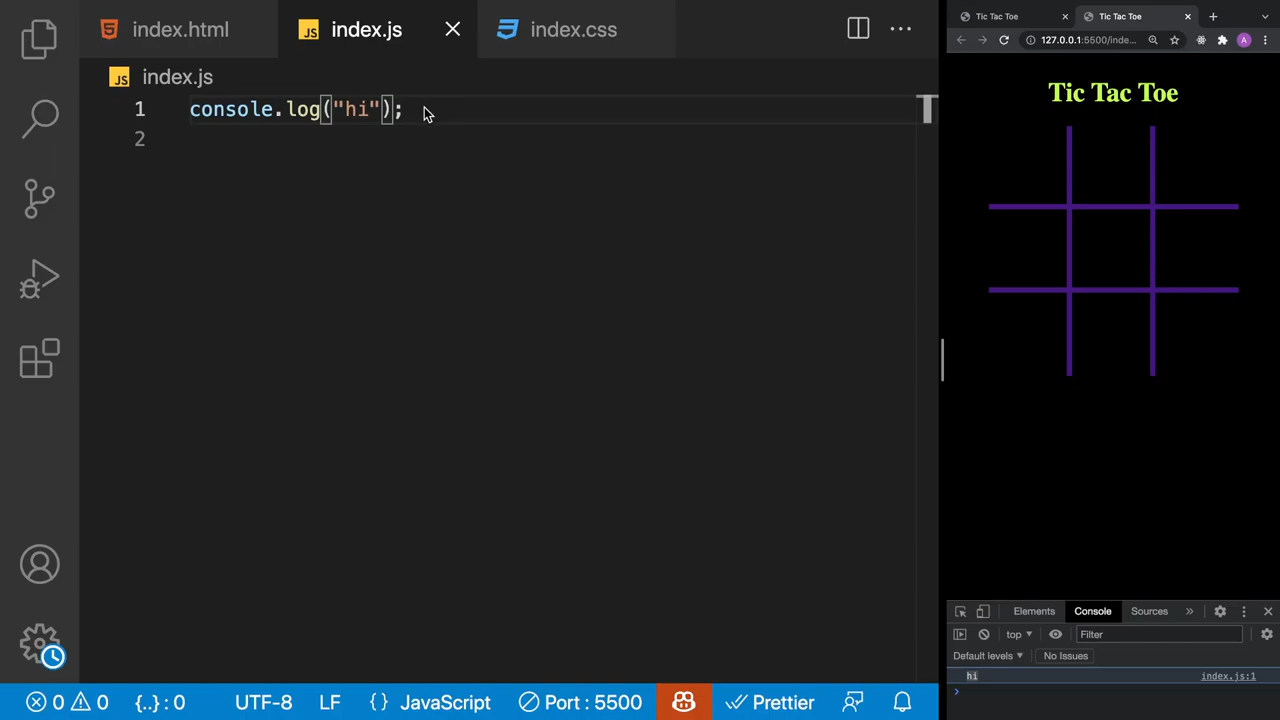 index.html
JS index.js
index.css
JS index.js
1 console.log("hi");
2
0 0 {..} : 0 UTF-8 LF {} JavaScript Port : 5500 Prettier
Tic Tac Toe
Tic Tac Toe
127.0.0.1:5500/inde...
A
Tic Tac Toe
Elements Console Sources »
top Filter
Default levels No Issues
hi index.js:1